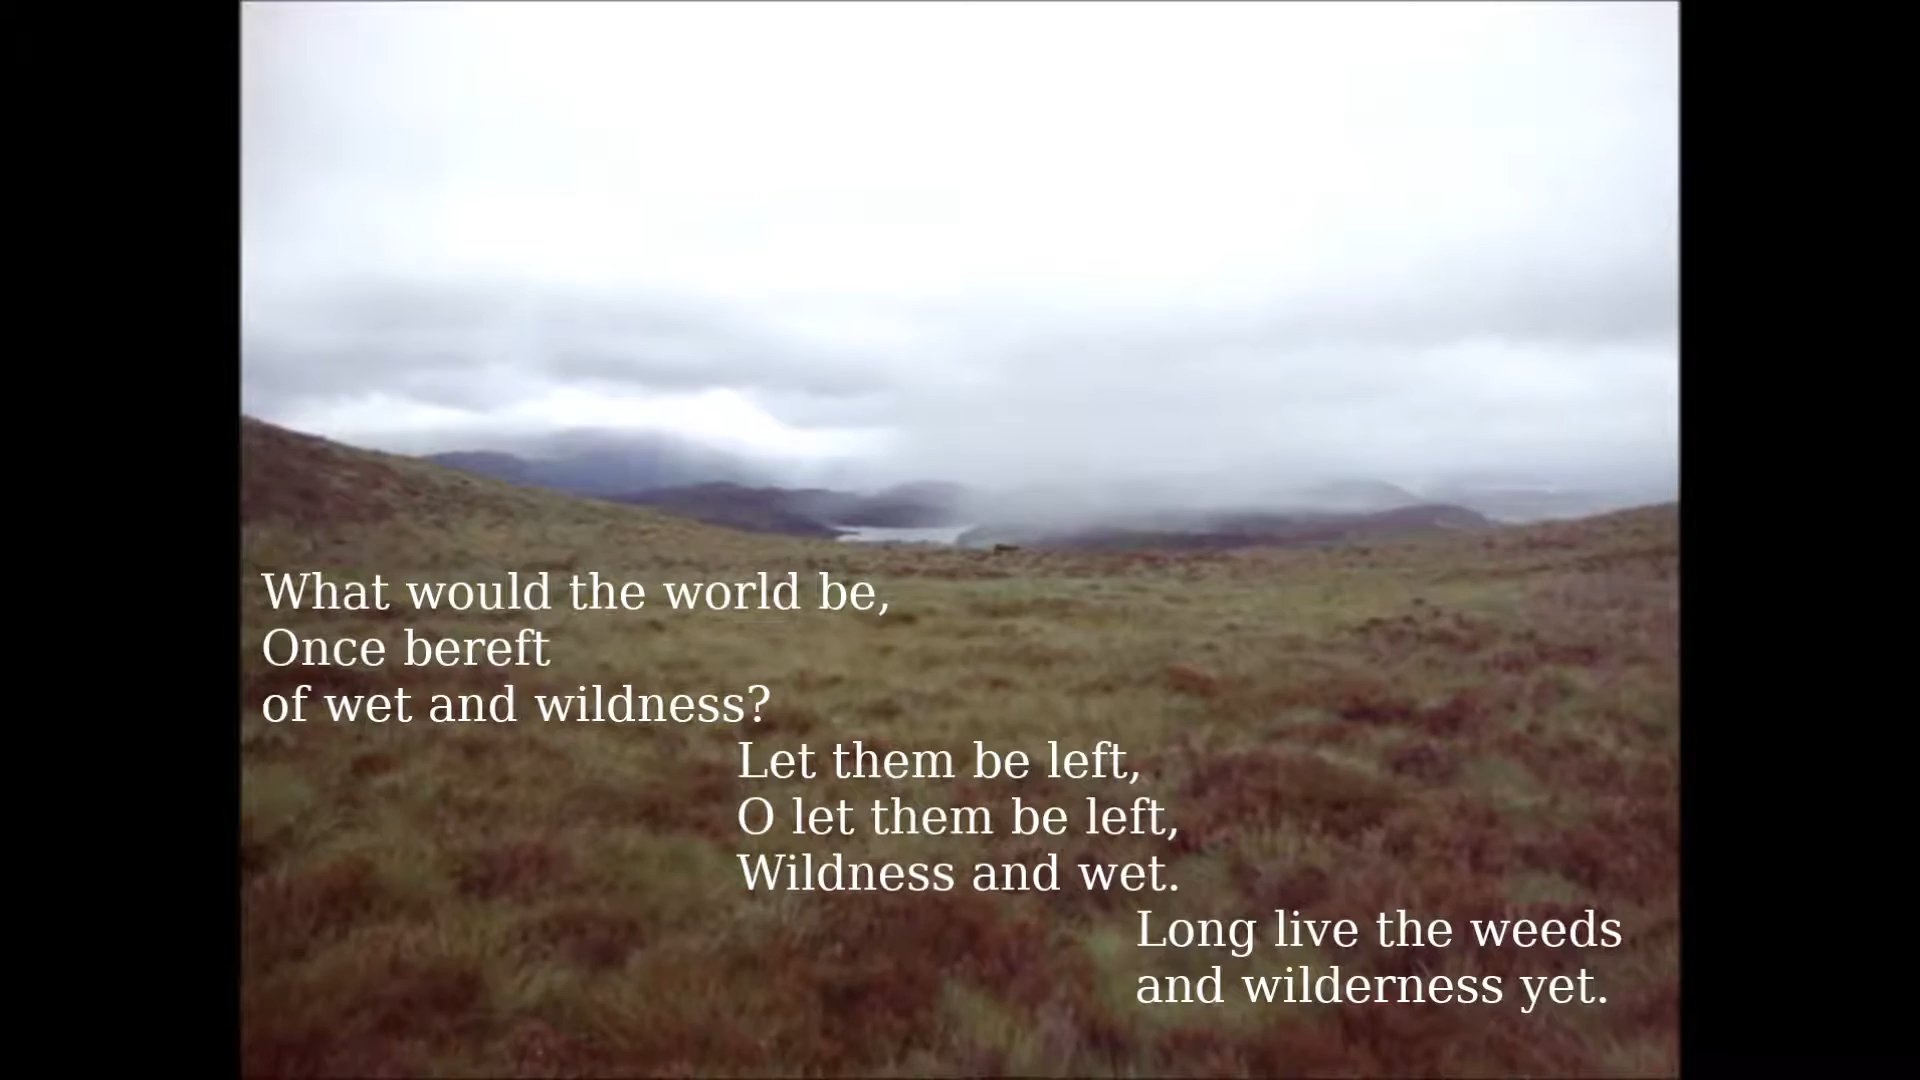 What would the world be,
Once bereft
of wet and wildness?
Let them be left,
O let them be left,
Wildness and wet.
Long live the weeds
and wilderness yet.